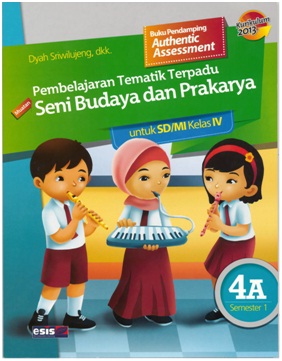 Dyah Sriwilujeng, dkk.
Buku Pendamping
Authentic
Assessment
Kurikulum
2013
Pembelajaran Tematik Terpadu
Muatan
Seni Budaya dan Prakarya
untuk SD/MI Kelas IV
4A
Semester 1
esis